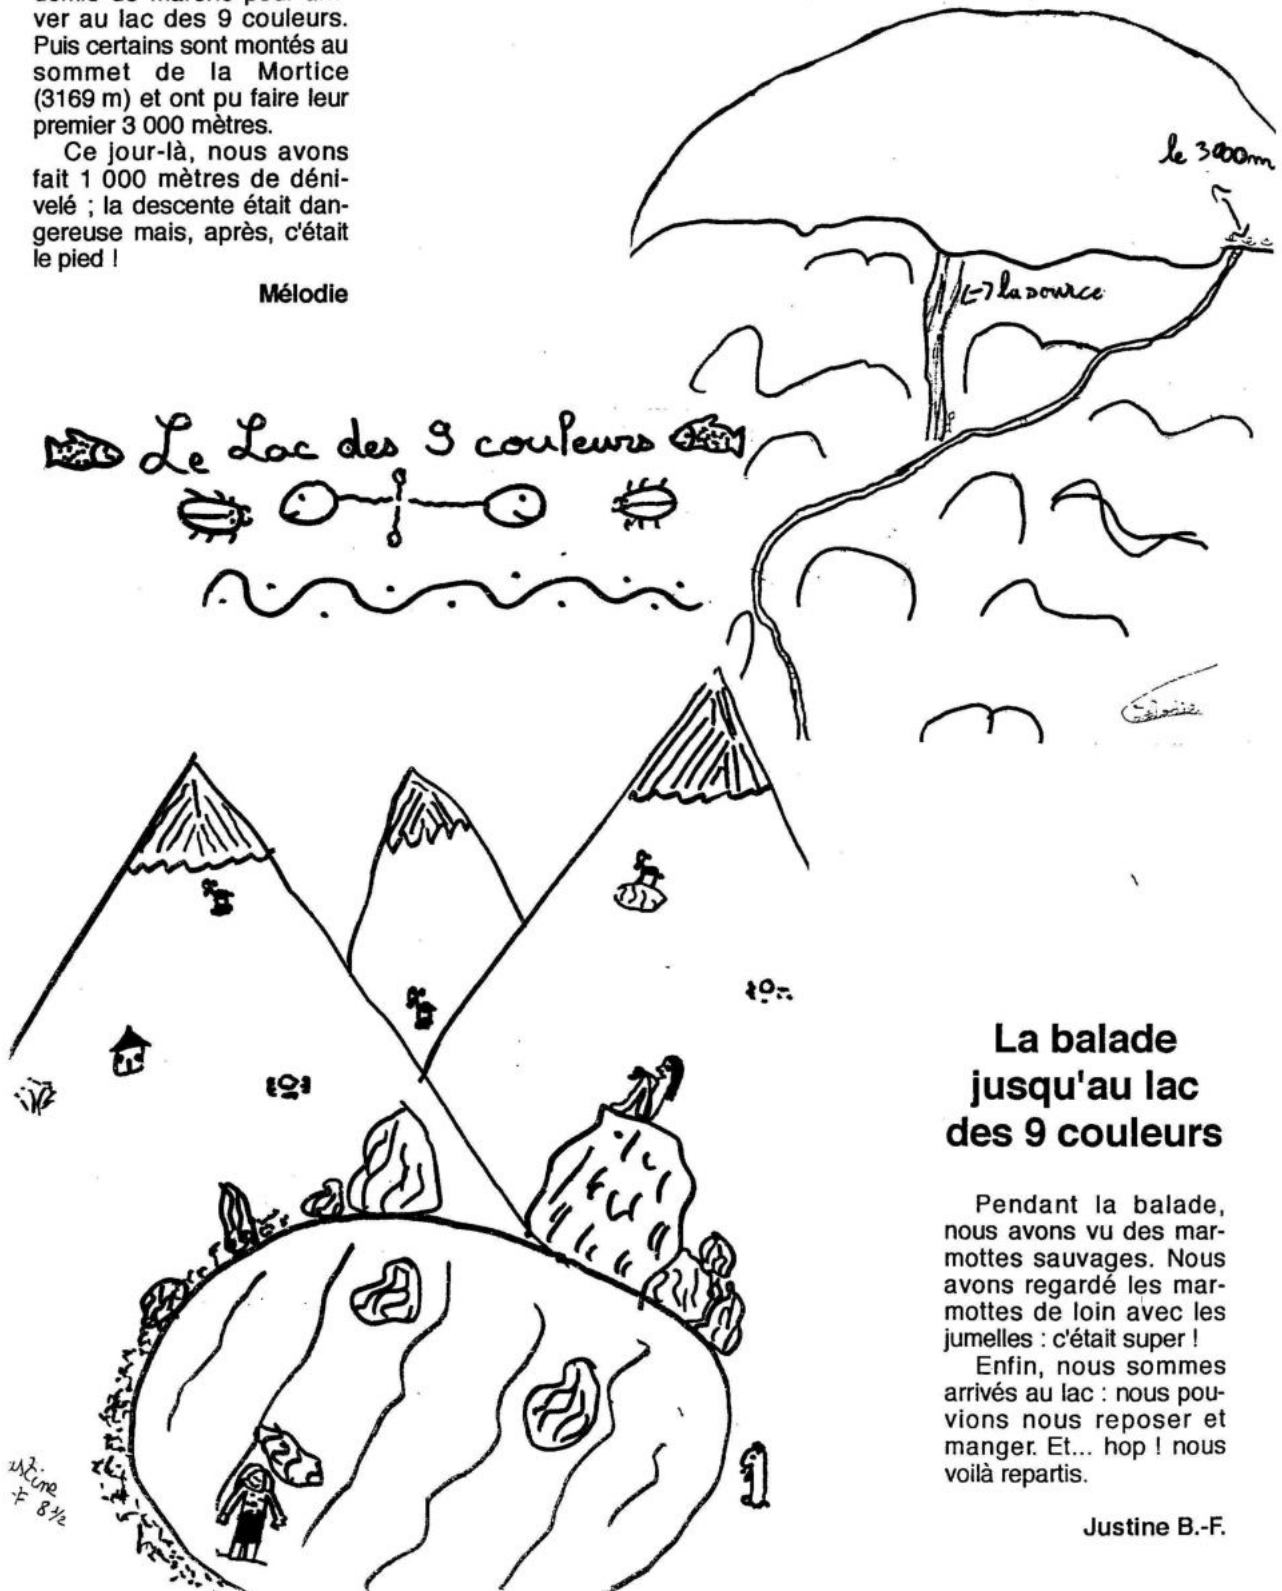 ver au lac des 9 couleurs.
Puis certains sont montés au
sommet de la Mortice
(3169 m) et ont pu faire leur
premier 3 000 mètres.
Ce jour-là, nous avons
fait 1 000 mètres de déni-
velé ; la descente était dan-
gereuse mais, après, c'était
le pied !
Mélodie
le 3000m
la source
Le Lac des 9 couleurs
La balade
jusqu'au lac
des 9 couleurs
Pendant la balade,
nous avons vu des mar-
mottes sauvages. Nous
avons regardé les mar-
mottes de loin avec les
jumelles : c'était super !
Enfin, nous sommes
arrivés au lac : nous pou-
vions nous reposer et
manger. Et... hop ! nous
voilà repartis.
Justine B.-F.
8 1/2